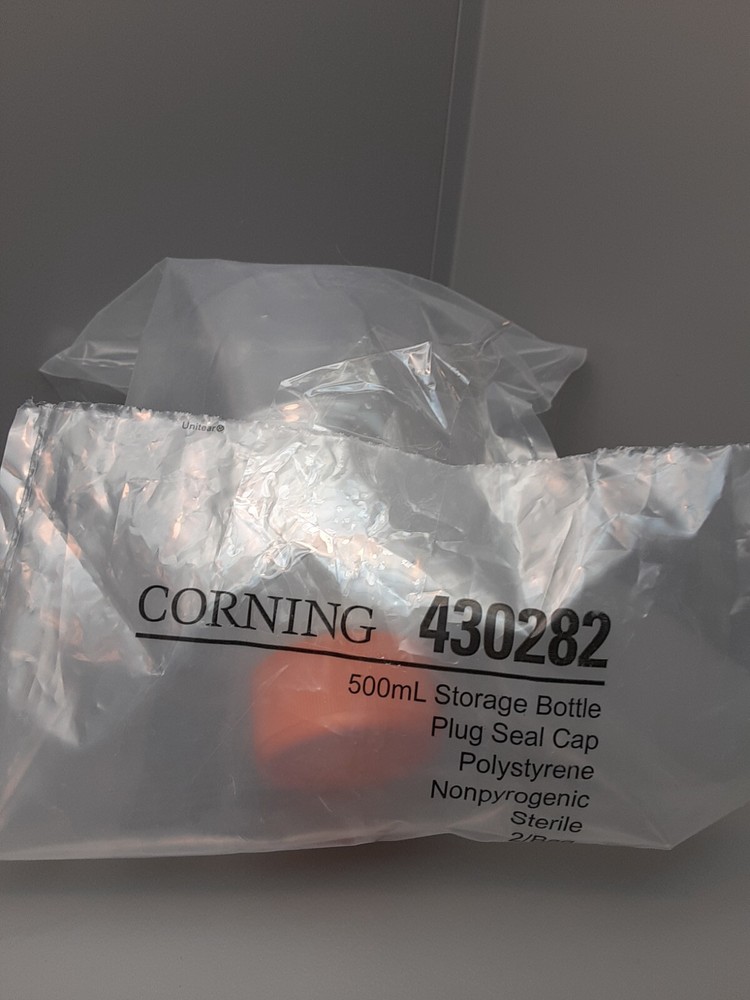 Unitear®
CORNING 430282
500mL Storage Bottle
Plug Seal Cap
Polystyrene
Nonpyrogenic
Sterile